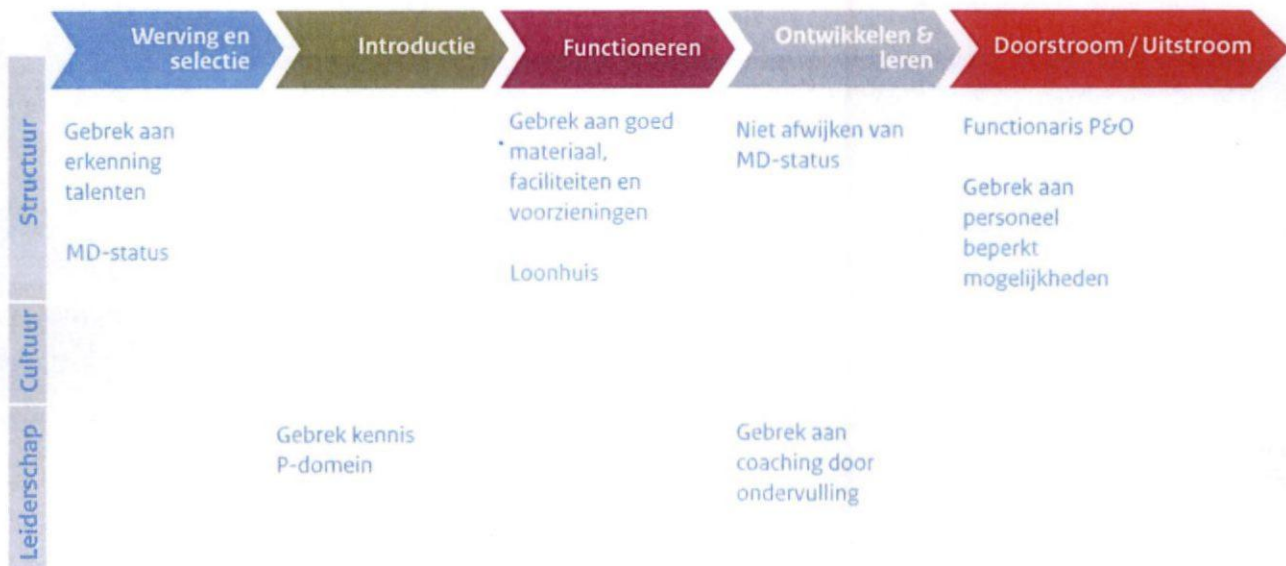 Werving en
selectie
Introductie
Functioneren
Ontwikkelen &
leren
Doorstroom / Uitstroom
Structuur
Gebrek aan
erkenning
talenten
MD-status
Gebrek aan goed
materiaal,
faciliteiten en
voorzieningen
Loonhuis
Niet afwijken van
MD-status
Functionaris P&O
Gebrek aan
personeel
beperkt
mogelijkheden
Cultuur
Leiderschap
Gebrek kennis
P-domein
Gebrek aan
coaching door
ondervulling